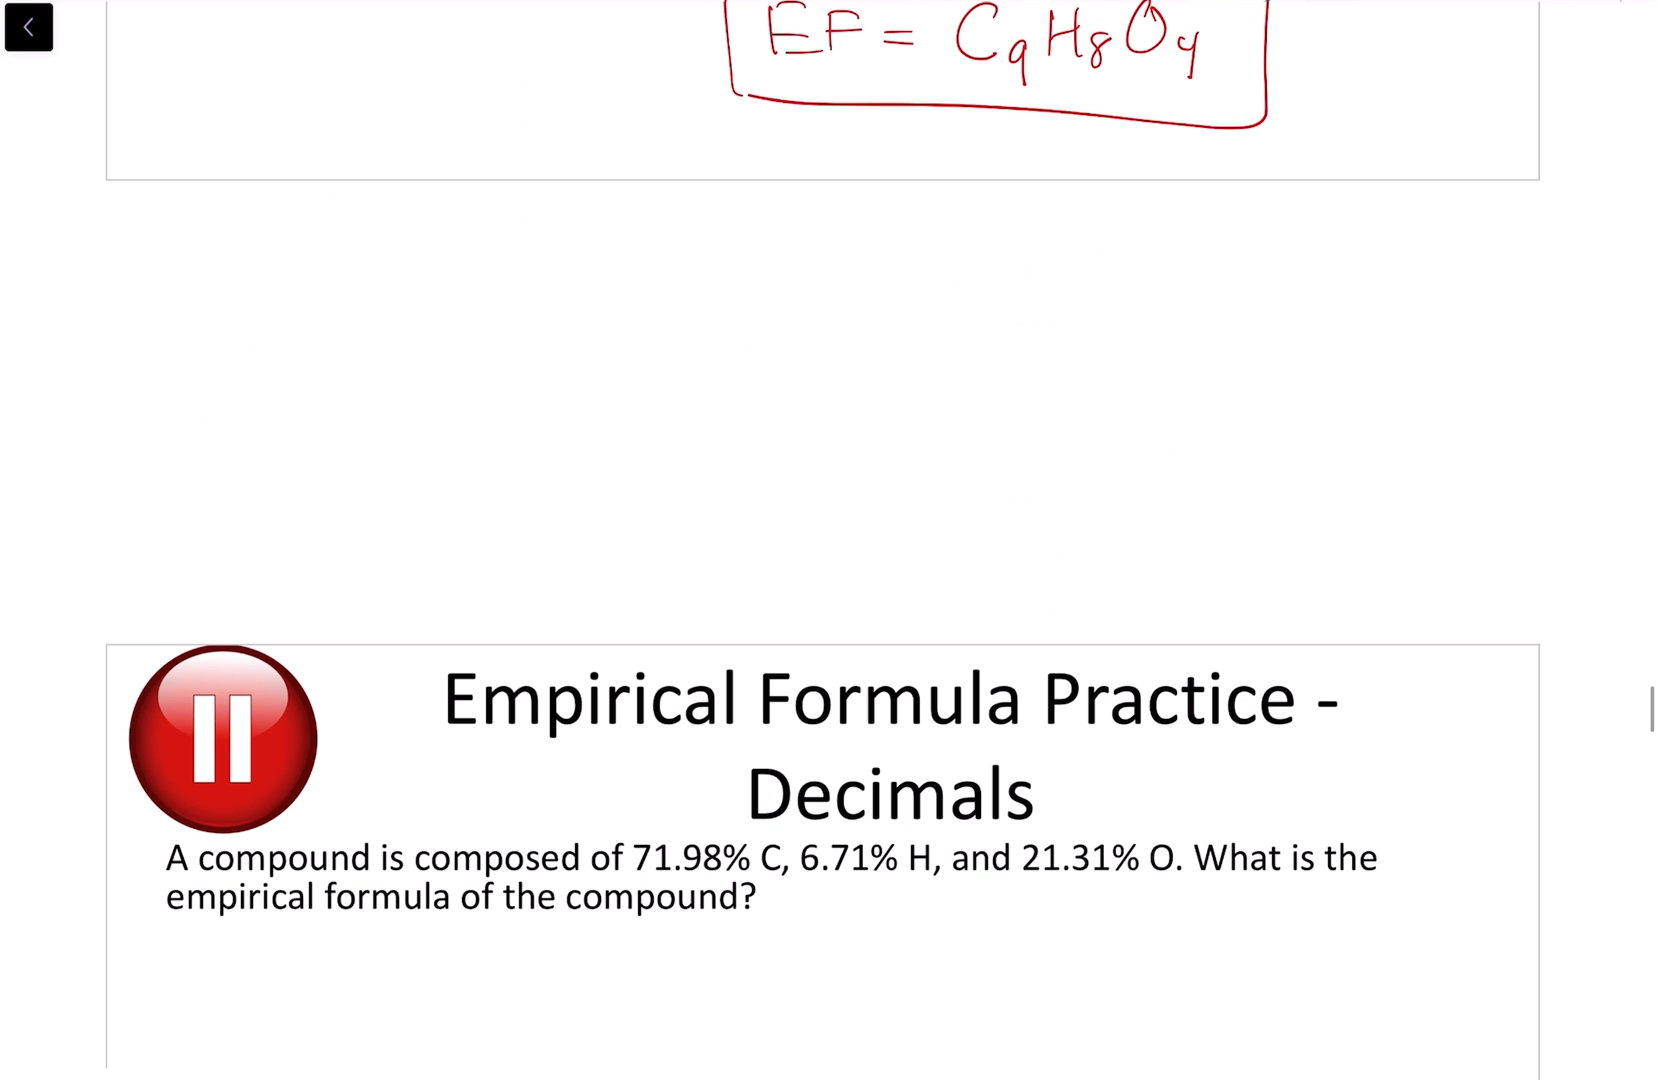 EF = C9H8O4
Empirical Formula Practice -
Decimals
A compound is composed of 71.98% C, 6.71% H, and 21.31% O. What is the
empirical formula of the compound?